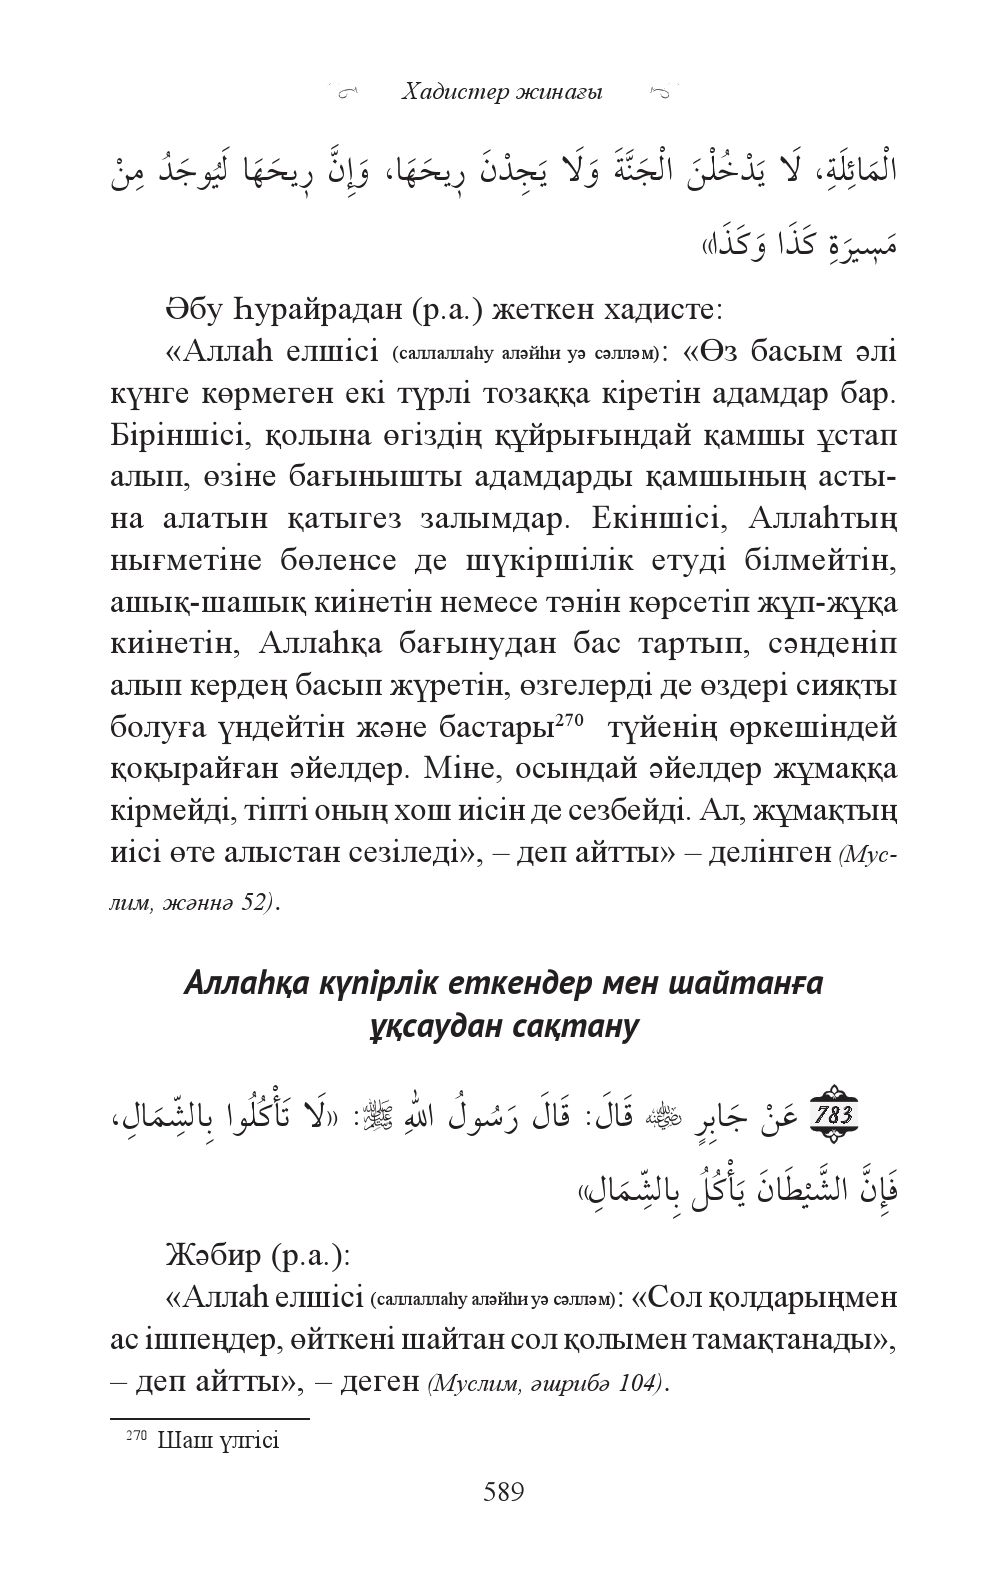 Хадистер жинағы
الْمَائِلَةِ، لَا يَدْخُلْنَ الْجَنَّةَ وَلَا يَجِدْنَ رِيحَهَا، وَإِنَّ رِيحَهَا لَيُوجَدُ مِنْ
مَسِيرَةِ كَذَا وَكَذَا»
Әбу Һурайрадан (р.а.) жеткен хадисте:
«Аллаһ елшісі (саллаллаһу аләйһи уә сәлләм): «Өз басым әлі
күнге көрмеген екі түрлі тозаққа кіретін адамдар бар.
Біріншісі, қолына өгіздің құйрығындай қамшы ұстап
алып, өзіне бағынышты адамдарды қамшының асты-
на алатын қатыгез залымдар. Екіншісі, Аллаһтың
нығметіне бөленсе де шүкіршілік етуді білмейтін,
ашық-шашық киінетін немесе тәнін көрсетіп жұп-жұқа
киінетін, Аллаһқа бағынудан бас тартып, сәнденіп
алып кердең басып жүретін, өзгелерді де өздері сияқты
болуға үндейтін және бастары²⁷⁰ түйенің өркешіндей
қоқырайған әйелдер. Міне, осындай әйелдер жұмаққа
кірмейді, тіпті оның хош иісін де сезбейді. Ал, жұмақтың
иісі өте алыстан сезіледі», – деп айтты» – делінген (Мус-
лим, жәннә 52).
Аллаһқа күпірлік еткендер мен шайтанға
ұқсаудан сақтану
783 عَنْ جَابِرٍ ﷺ قَالَ: قَالَ رَسُولُ اللهِ ﷺ: «لَا تَأْكُلُوا بِالشِّمَالِ،
فَإِنَّ الشَّيْطَانَ يَأْكُلُ بِالشِّمَالِ»
Жәбир (р.а.):
«Аллаһ елшісі (саллаллаһу аләйһи уә сәлләм): «Сол қолдарыңмен
ас ішпеңдер, өйткені шайтан сол қолымен тамақтанады»,
– деп айтты», – деген (Муслим, әшрибә 104).
²⁷⁰ Шаш үлгісі
589